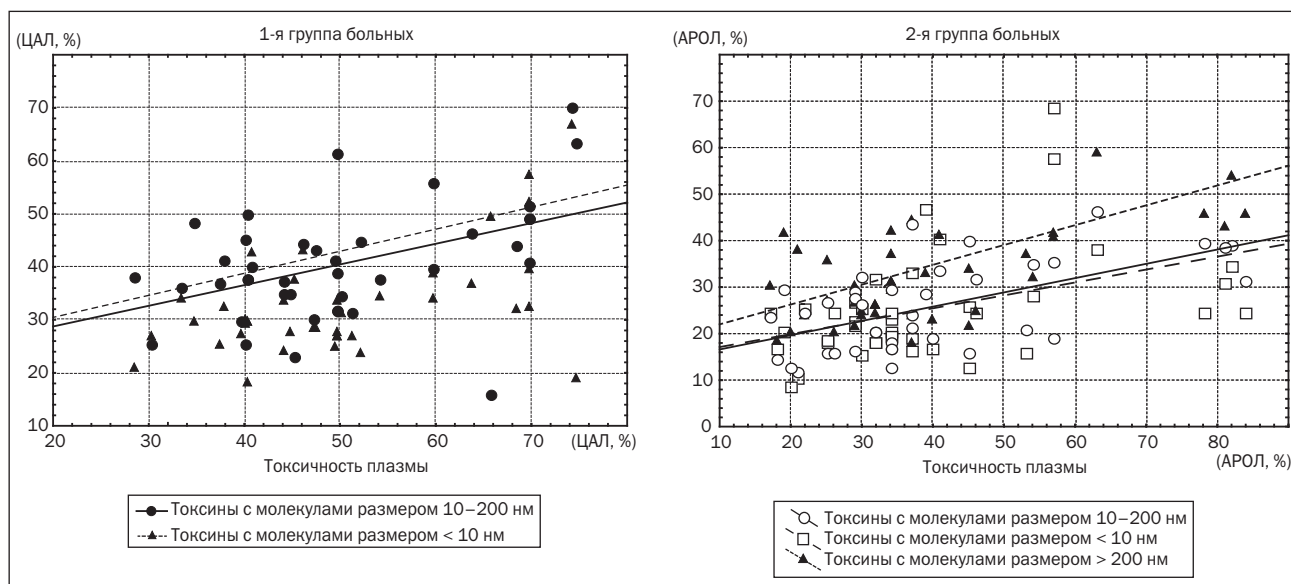 1-я группа больных
(ЦАЛ, %)
70
60
50
40
30
20
10
20
30
40
50
60
70
(ЦАЛ, %)
Токсичность плазмы
Токсины с молекулами размером 10–200 нм
Токсины с молекулами размером < 10 нм
2-я группа больных
(АРОЛ, %)
70
60
50
40
30
20
10
0
10
20
30
40
50
60
70
80
(АРОЛ, %)
Токсичность плазмы
Токсины с молекулами размером 10–200 нм
Токсины с молекулами размером < 10 нм
Токсины с молекулами размером > 200 нм